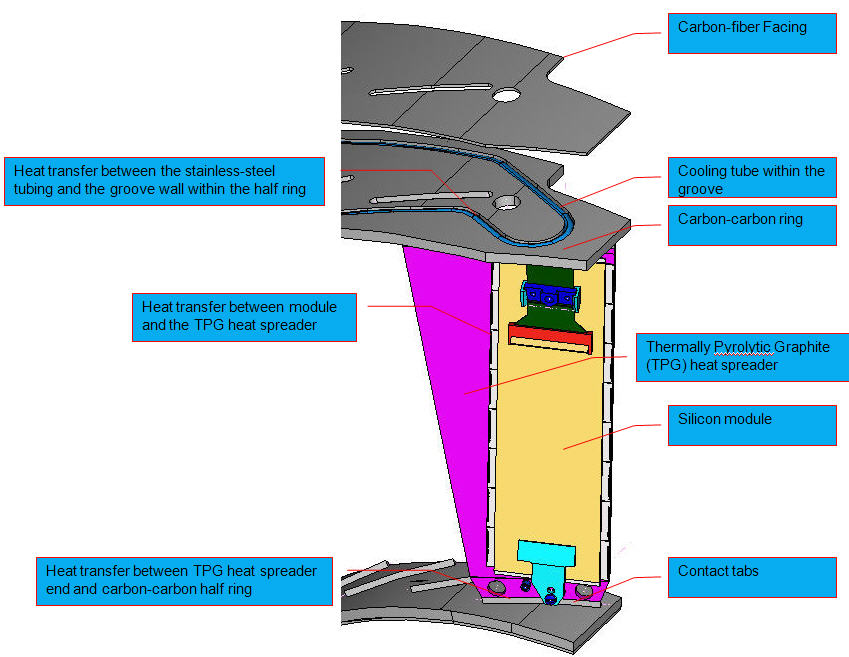 Carbon-fiber Facing
Heat transfer between the stainless-steel
tubing and the groove wall within the half ring
Cooling tube within the
groove
Carbon-carbon ring
Heat transfer between module
and the TPG heat spreader
Thermally Pyrolytic Graphite
(TPG) heat spreader
Silicon module
Heat transfer between TPG heat spreader
end and carbon-carbon half ring
Contact tabs